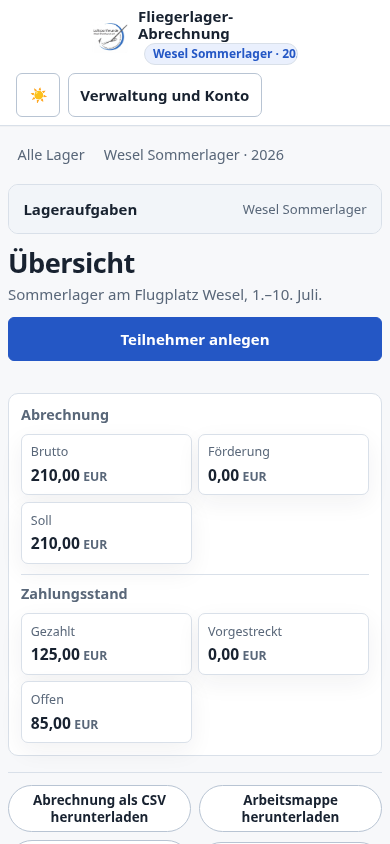 Fliegerlager-
Abrechnung
Wesel Sommerlager · 20
Verwaltung und Konto
Alle Lager Wesel Sommerlager · 2026
Lageraufgaben Wesel Sommerlager
Übersicht
Sommerlager am Flugplatz Wesel, 1.–10. Juli.
Teilnehmer anlegen
Abrechnung
Brutto
210,00 EUR
Förderung
0,00 EUR
Soll
210,00 EUR
Zahlungsstand
Gezahlt
125,00 EUR
Vorgestreckt
0,00 EUR
Offen
85,00 EUR
Abrechnung als CSV
herunterladen
Arbeitsmappe
herunterladen